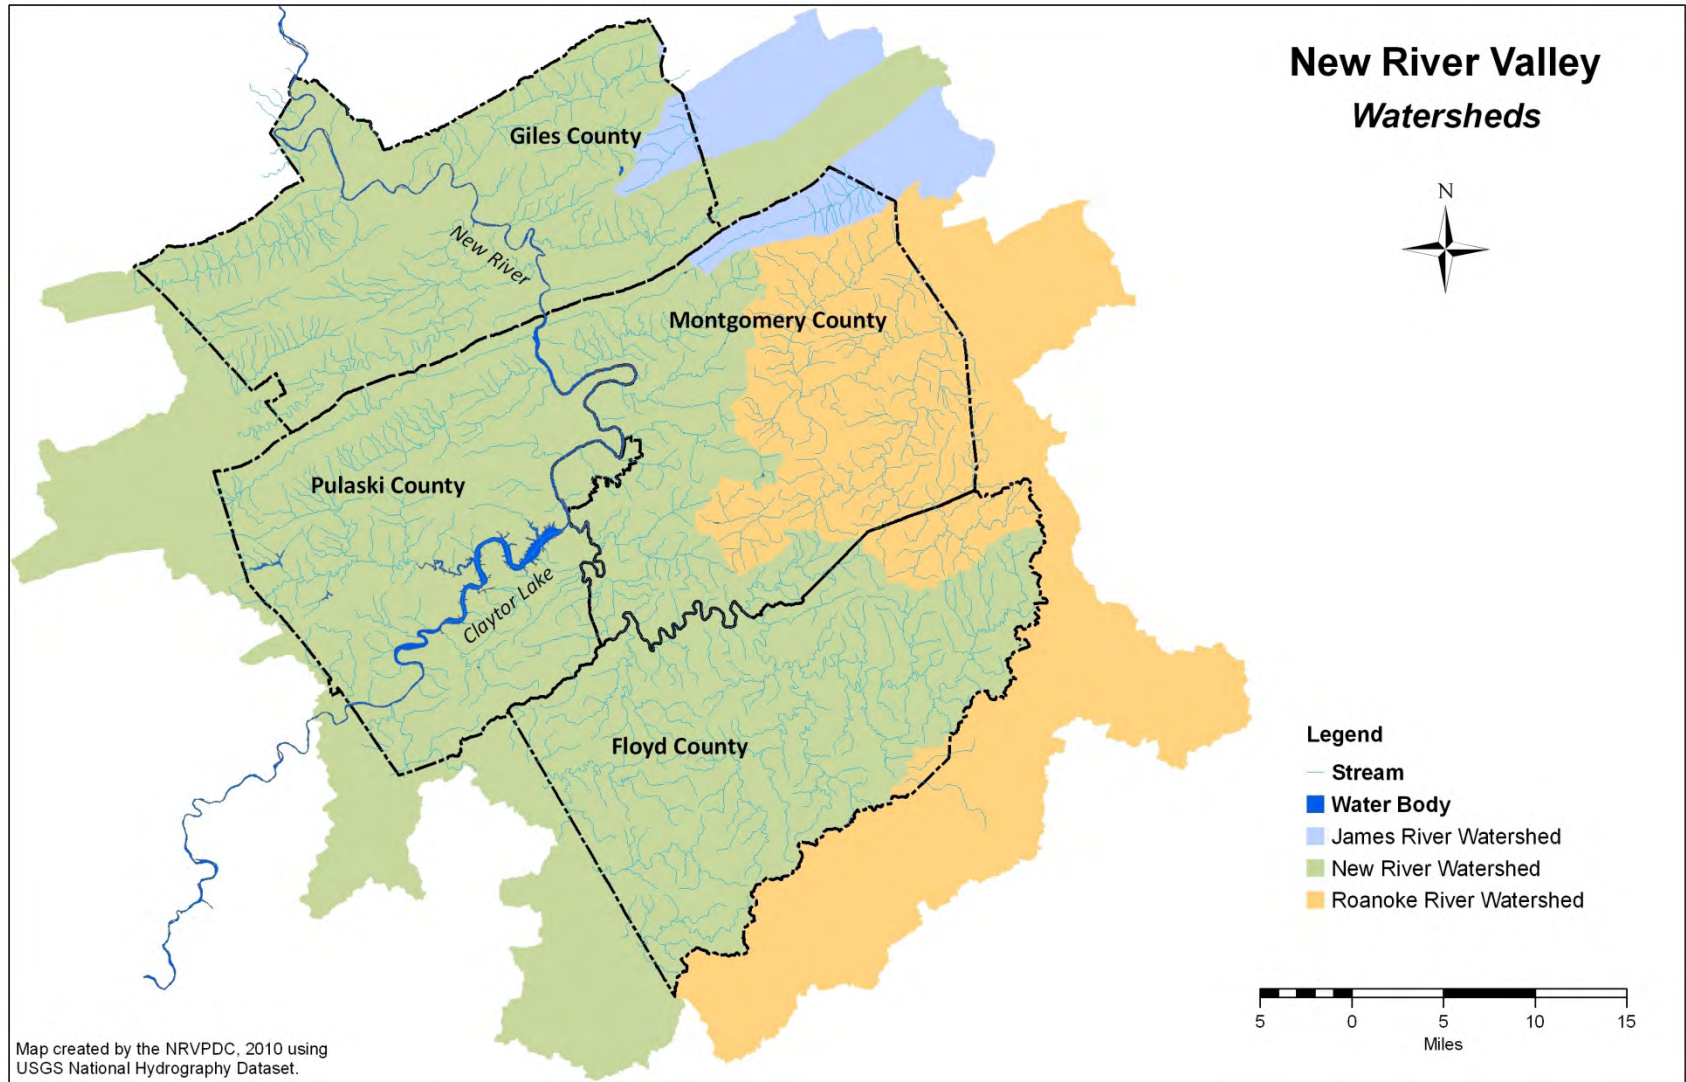 New River Valley
Watersheds
N
Giles County
New River
Montgomery County
Pulaski County
Claytor Lake
Floyd County
Legend
Stream
Water Body
James River Watershed
New River Watershed
Roanoke River Watershed
5 0 5 10 15
Miles
Map created by the NRVPDC, 2010 using
USGS National Hydrography Dataset.